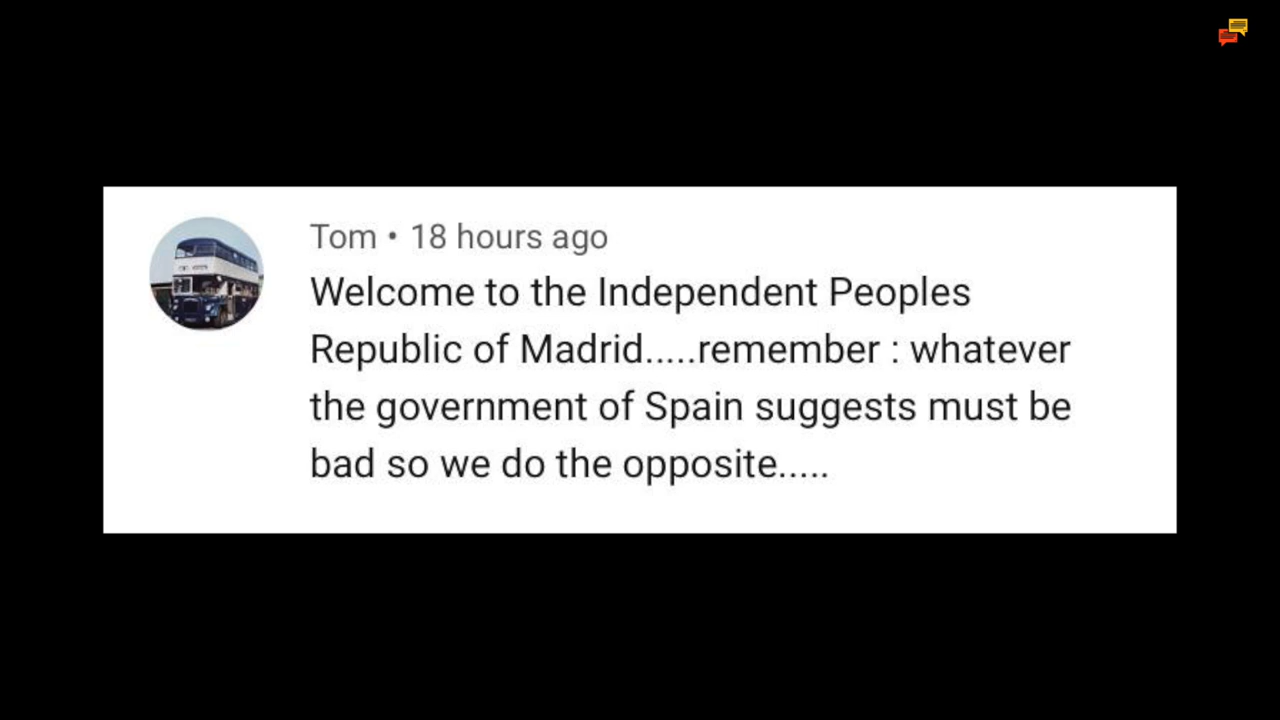 Tom • 18 hours ago
Welcome to the Independent Peoples
Republic of Madrid.....remember : whatever
the government of Spain suggests must be
bad so we do the opposite.....